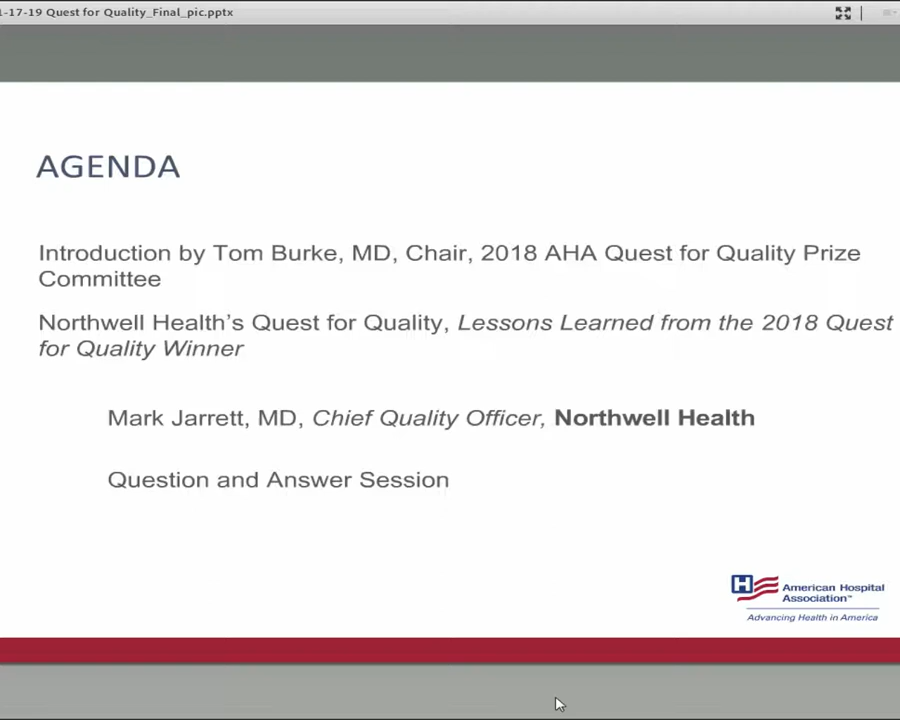 1-17-19 Quest for Quality_Final_pic.pptx
AGENDA
Introduction by Tom Burke, MD, Chair, 2018 AHA Quest for Quality Prize
Committee
Northwell Health’s Quest for Quality, Lessons Learned from the 2018 Quest
for Quality Winner
Mark Jarrett, MD, Chief Quality Officer, Northwell Health
Question and Answer Session
H
American Hospital
Association™
Advancing Health in America